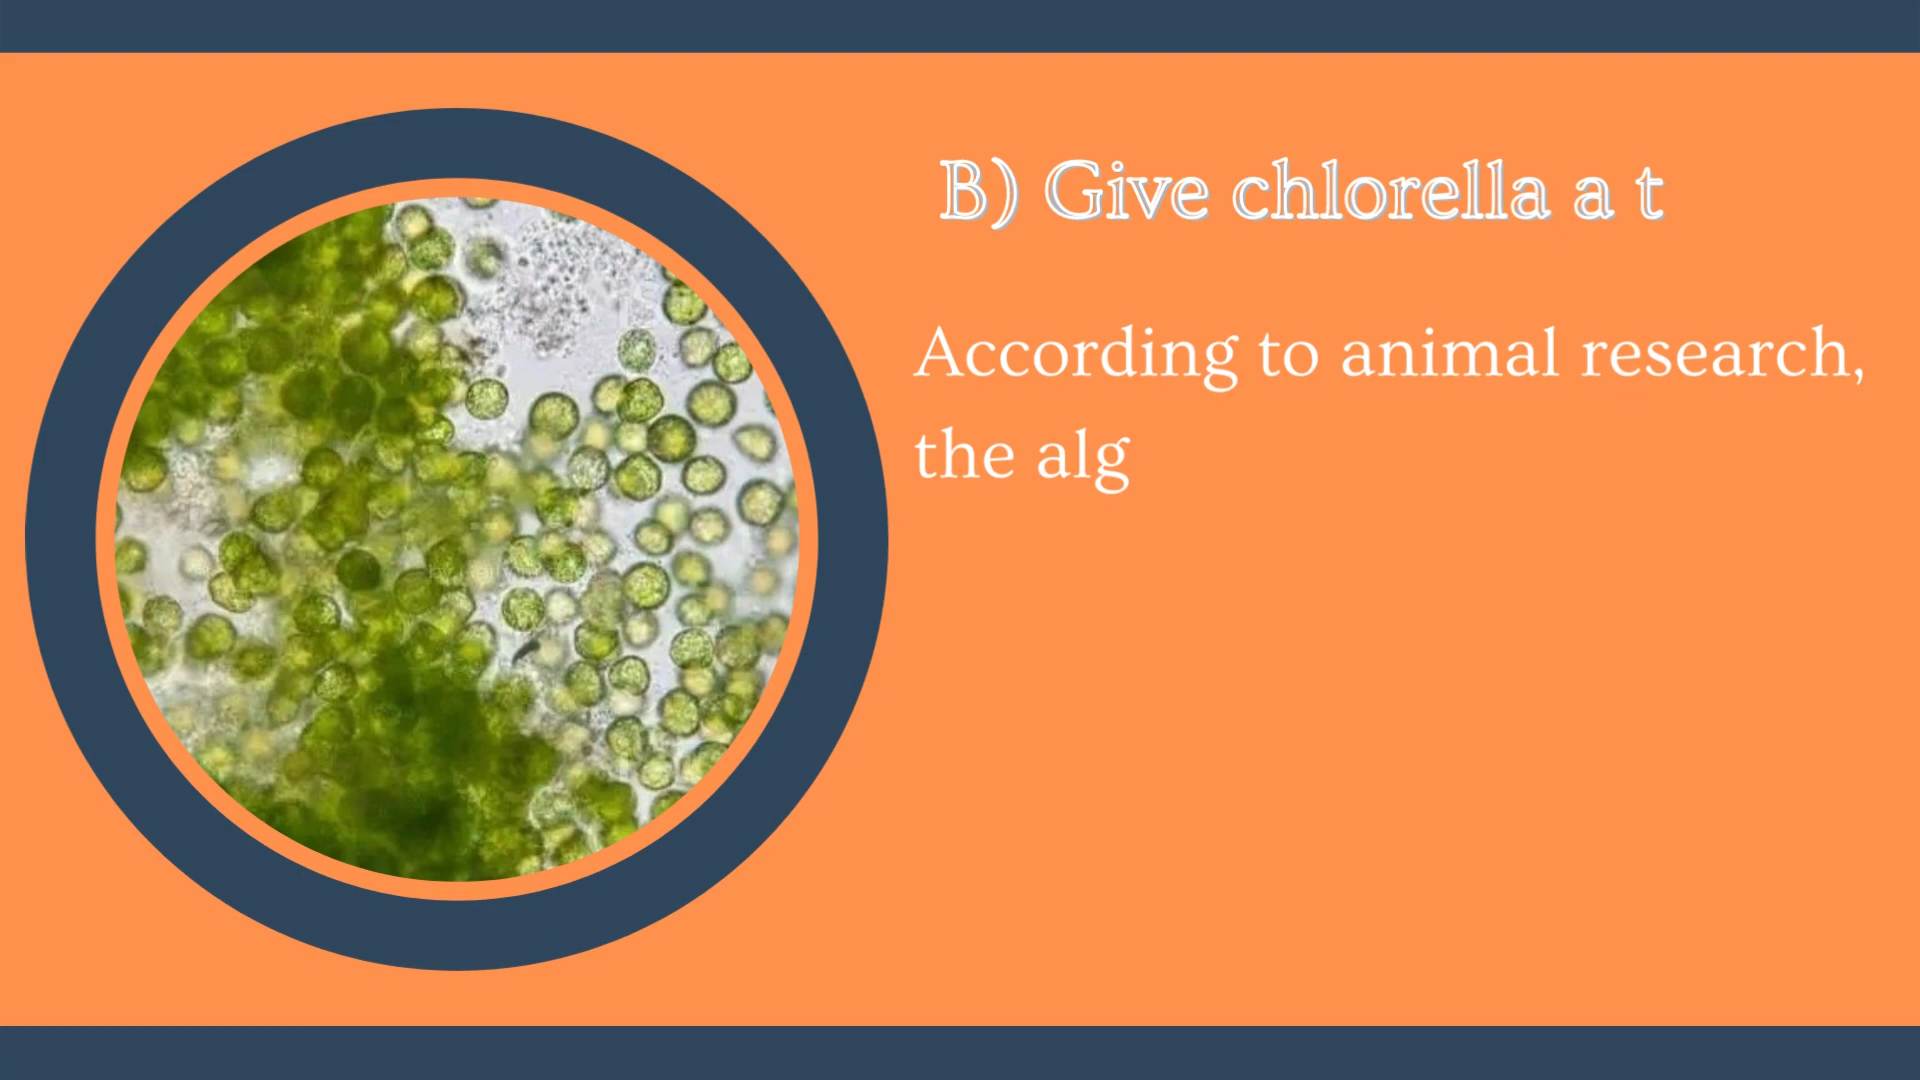 B) Give chlorella a t
According to animal research,
the alg